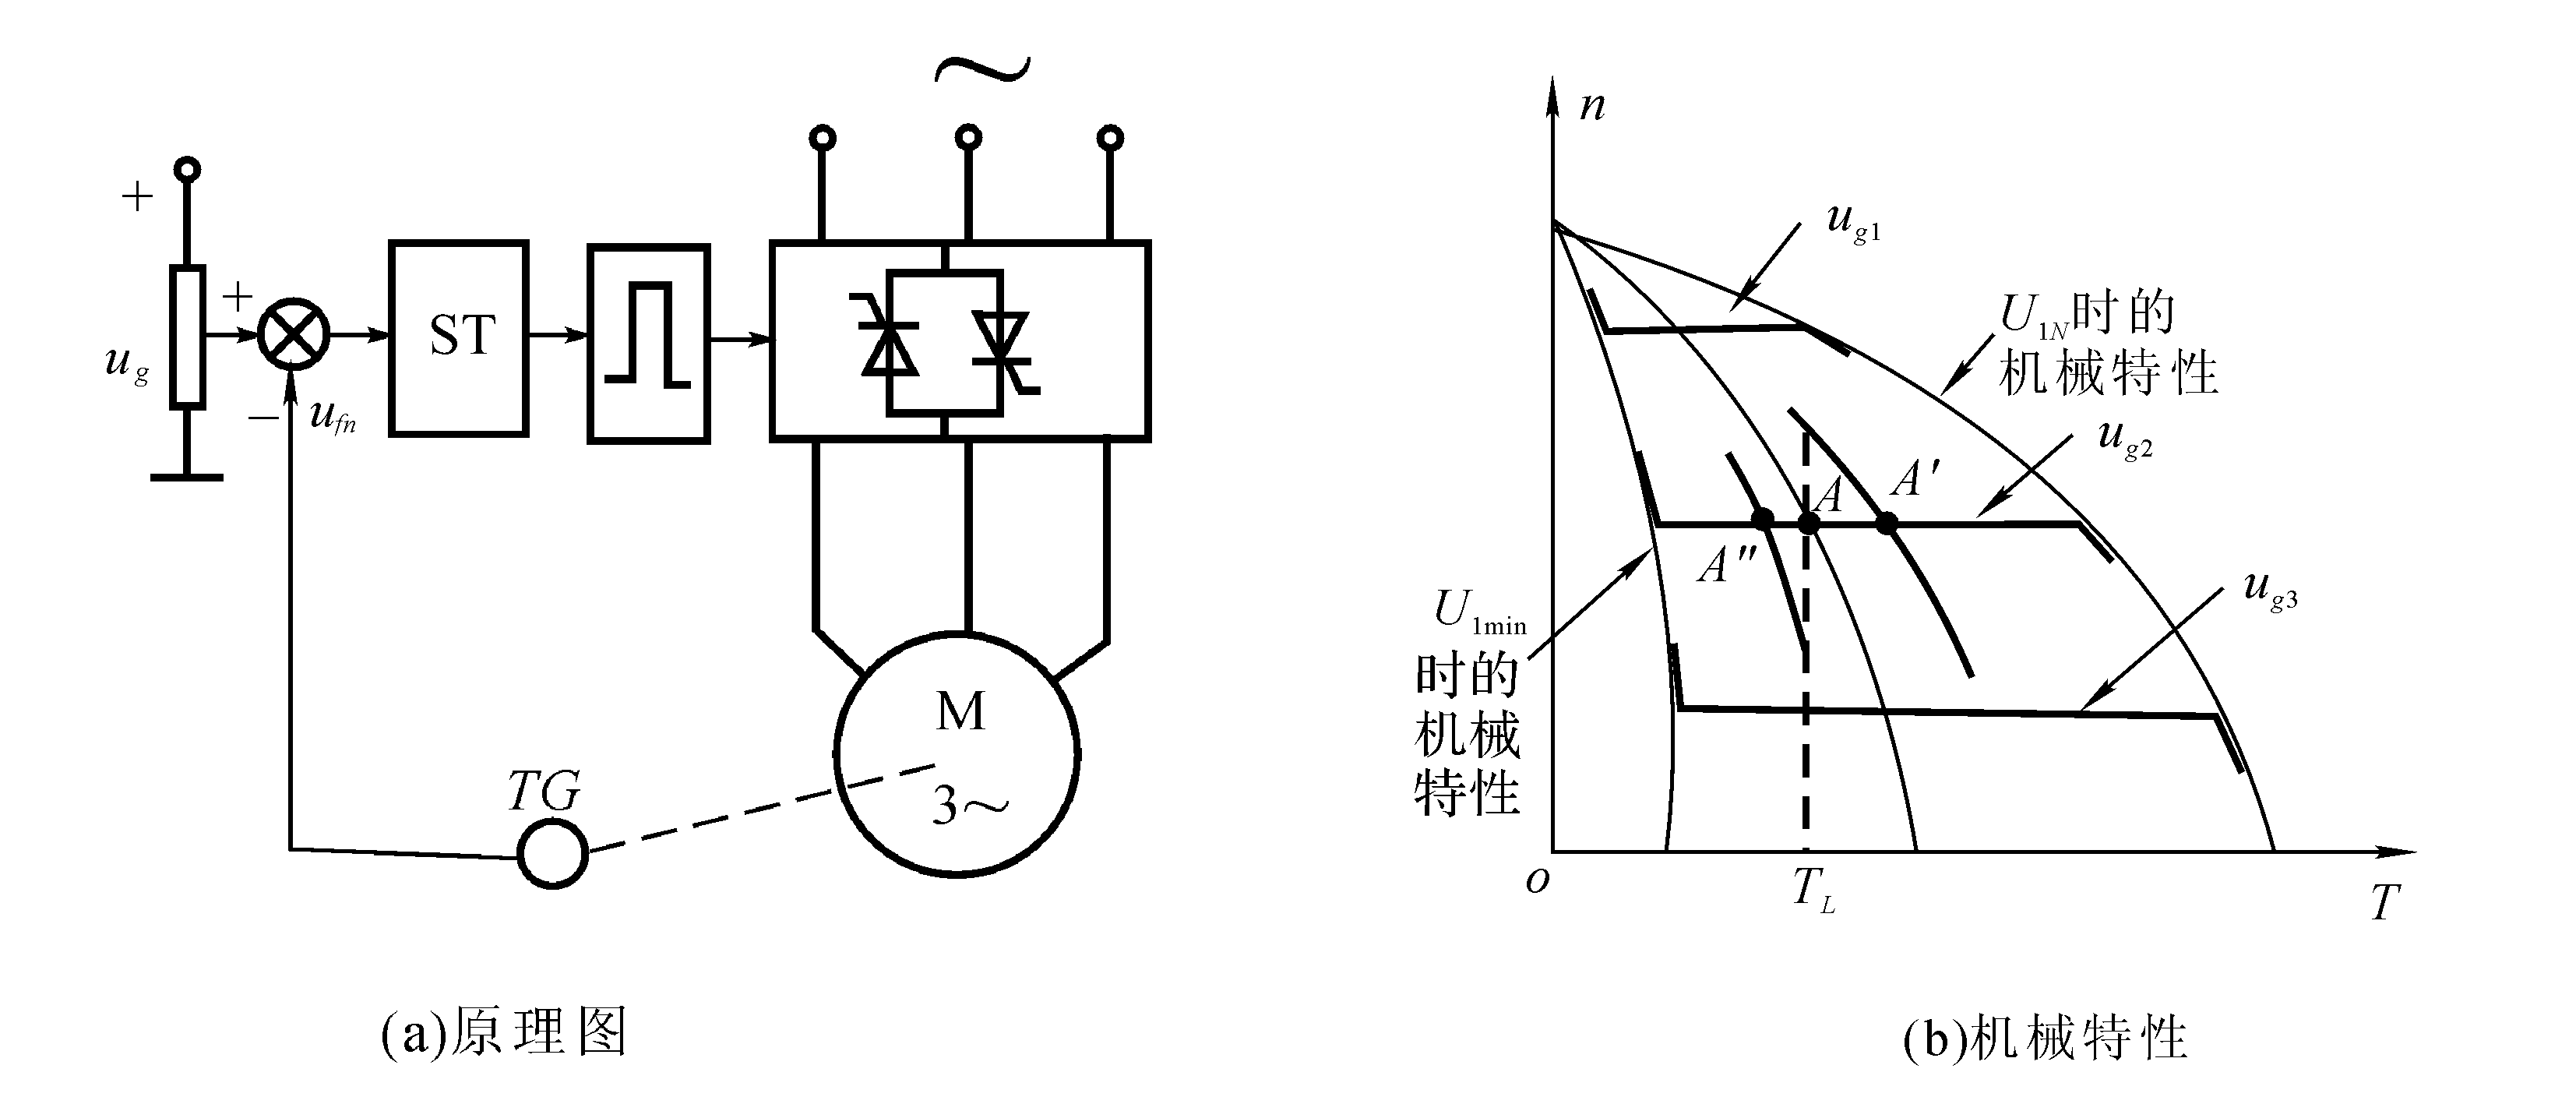 ～
+
u_g
+
−
u_fn
ST
M
3～
TG
(a)原理图
n
u_g1
U_1N时的
机械特性
u_g2
A
A′
A″
U_1min
时的
机械
特性
u_g3
o
T_L
T
(b)机械特性